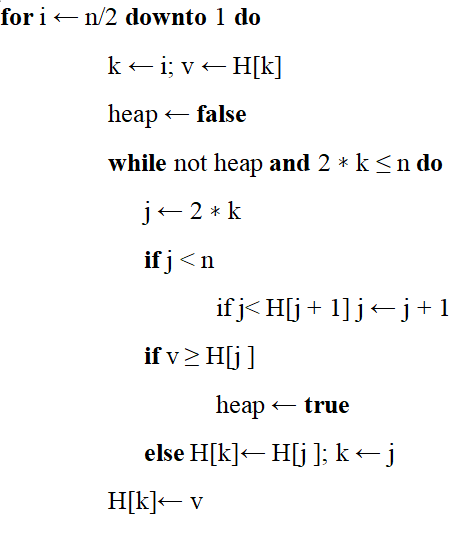 for i ← n/2 downto 1 do
k ← i; v ← H[k]
heap ← false
while not heap and 2 * k ≤ n do
j ← 2 * k
if j < n
if j< H[j + 1] j ← j + 1
if v ≥ H[j ]
heap ← true
else H[k]← H[j ]; k ← j
H[k]← v